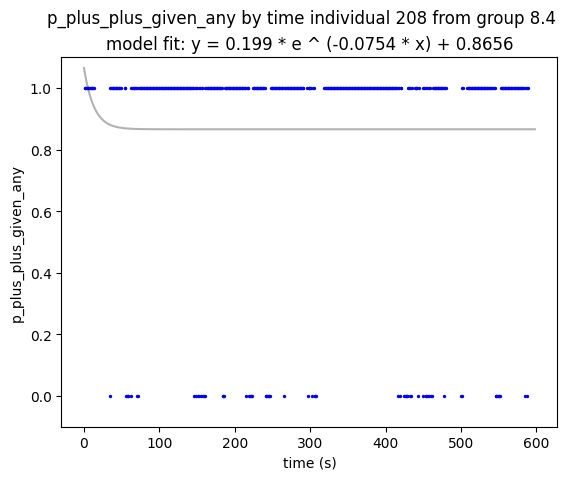 p_plus_plus_given_any by time individual 208 from group 8.4
model fit: y = 0.199 * e ^ (-0.0754 * x) + 0.8656
1.0
0.8
0.6
0.4
0.2
0.0
p_plus_plus_given_any
0 100 200 300 400 500 600
time (s)